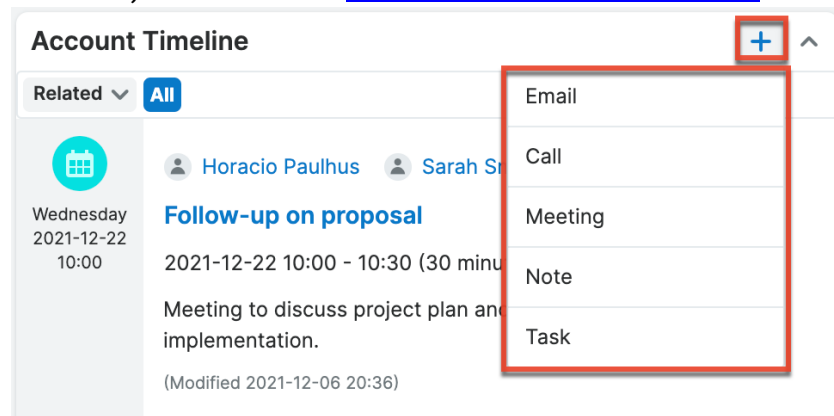 Account Timeline
Related All
Email
Call
Meeting
Note
Task
Wednesday
2021-12-22
10:00
Horacio Paulhus Sarah
Follow-up on proposal
2021-12-22 10:00 - 10:30 (30
Meeting to discuss project plan
implementation.
(Modified 2021-12-06 20:36)